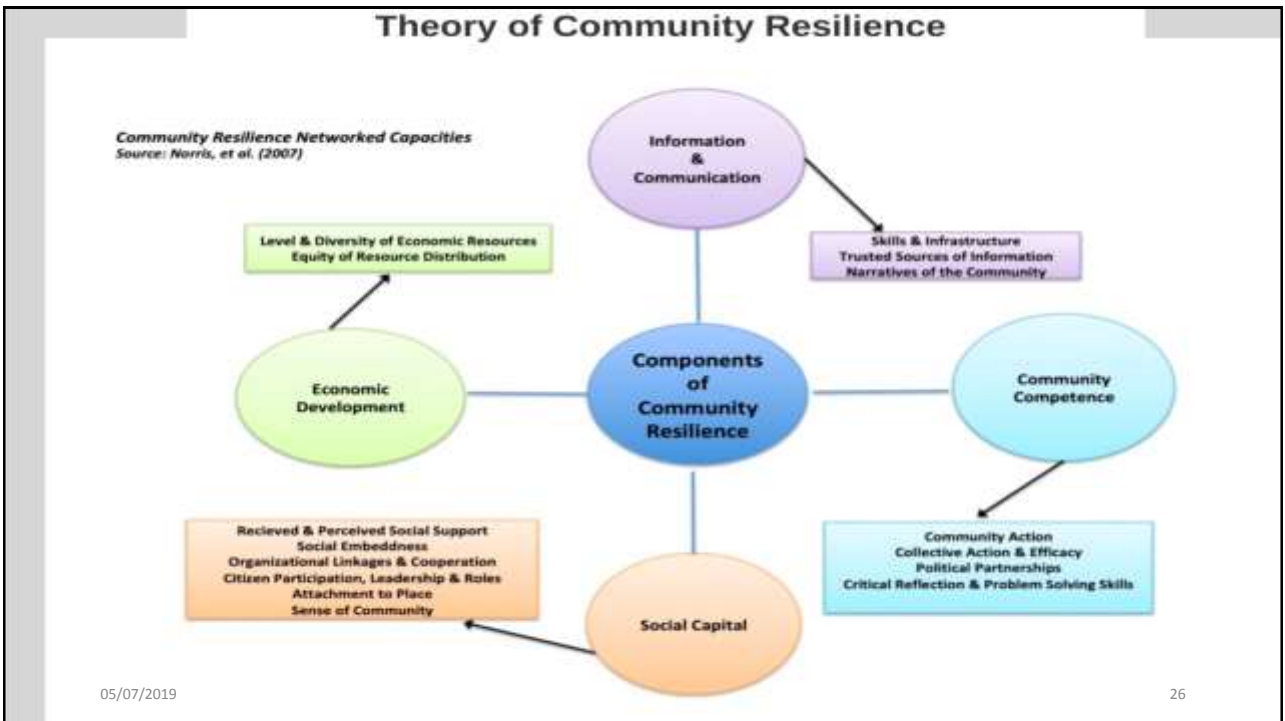 Theory of Community Resilience
Community Resilience Networked Capacities
Source: Norris, et al. (2007)
Information
&
Communication
Skills & Infrastructure
Trusted Sources of Information
Narratives of the Community
Level & Diversity of Economic Resources
Equity of Resource Distribution
Economic
Development
Components
of
Community
Resilience
Community
Competence
Recieved & Perceived Social Support
Social Embeddness
Organizational Linkages & Cooperation
Citizen Participation, Leadership & Roles
Attachment to Place
Sense of Community
Community Action
Collective Action & Efficacy
Political Partnerships
Critical Reflection & Problem Solving Skills
Social Capital
05/07/2019
26